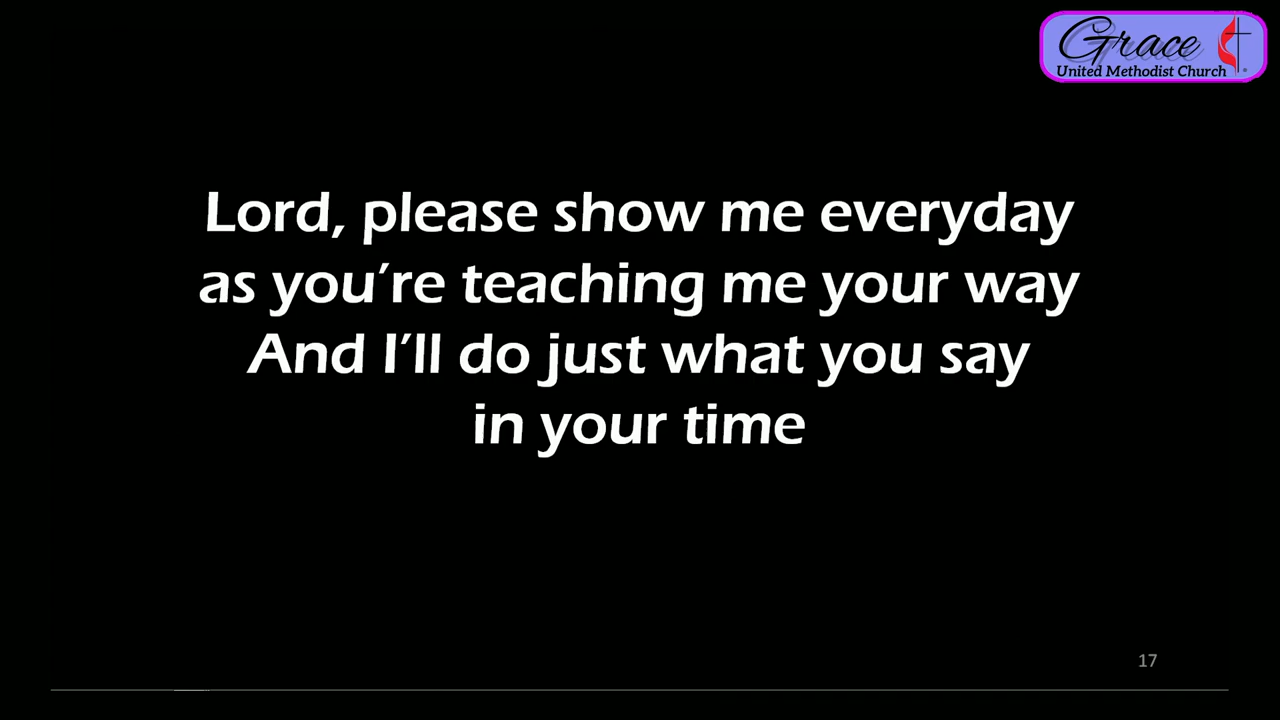 Grace
United Methodist Church
Lord, please show me everyday
as you’re teaching me your way
And I’ll do just what you say
in your time
17